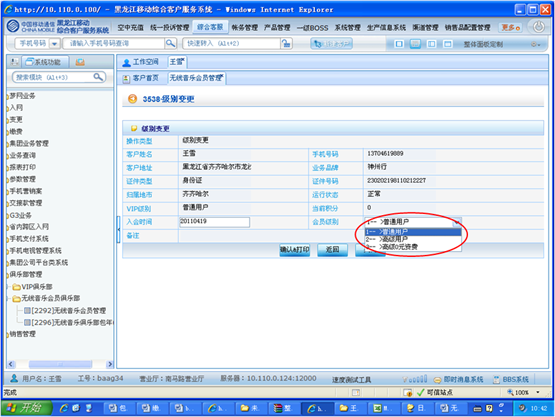 http://10.110.0.100/ - 黑龙江移动综合客户服务系统 - Windows Internet Explorer
中国移动通信 CHINA MOBILE 黑龙江移动 综合客户服务系统
空中充值 统一投诉管理 综合客服 帐务管理 产品管理 一级BOSS 系统管理 生产信息系统 渠道管理 销售品配置管理 更多
手机号码 请输入手机号码查询 快速转入 (Alt+2) 整体面板定制
系统功能
搜索模块 (Alt+3)
梦网业务
入网
变更
缴费
集团业务管理
业务查询
报表打印
参数管理
手机营销案
交接款管理
G3业务
省内跨区入网
手机支付系统
手机电视管理系统
集团公司平台类系统
俱乐部管理
VIP俱乐部
无线音乐会员俱乐部
[2292]无线音乐会员管理
[2296]无线音乐俱乐部包年
销售管理
工作空间 王雪
客户首页 无线音乐会员管理
3538·级别变更
级别变更
操作类型 级别变更
客户姓名 王雪 手机号码 13704619889
客户地址 黑龙江省齐齐哈尔市龙沙 业务品牌 神州行
证件类型 身份证 证件号码 230202198110212227
归属地市 齐齐哈尔 运行状态 正常
VIP级别 普通用户 当前积分 0
入会时间 20110419 会员级别 1-- >普通用户
1-- >普通用户
2-- >高级用户
3-- >高级0元资费
备注
确认&打印 返回
用户名：王雪 工号：baag34 营业厅：南马路营业厅 服务器：10.110.0.124:12000 速度测试工具 即时消息系统 BBS系统
完成 可信站点 100%
开始 10:51